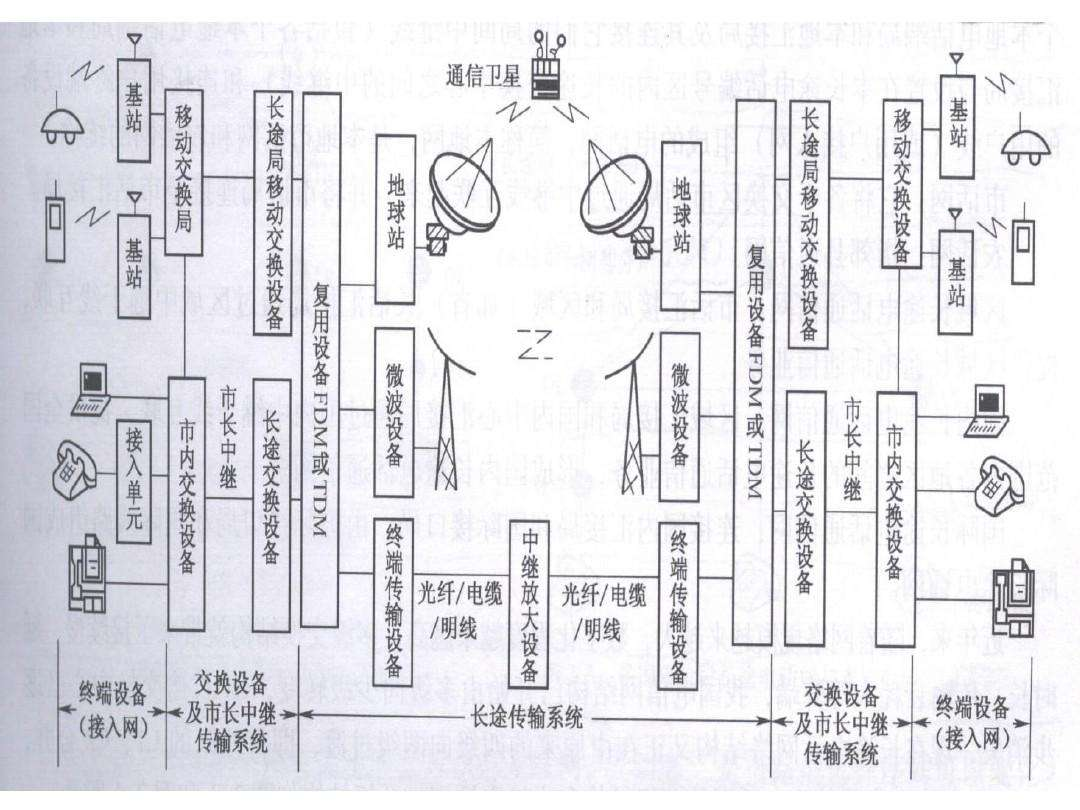 通信卫星
基站
移动交换局
基站
长途局移动交换设备
复用设备FDM或TDM
地球站
地球站
复用设备FDM或TDM
长途局移动交换设备
移动交换设备
基站
基站
接入单元
市内交换设备
市长中继
长途交换设备
微波设备
微波设备
长途交换设备
市长中继
市内交换设备
终端传输设备
光纤/电缆
/明线
中继放大设备
光纤/电缆
/明线
终端传输设备
终端设备
(接入网)
交换设备
及市长中继
传输系统
长途传输系统
交换设备
及市长中继
传输系统
终端设备
(接入网)